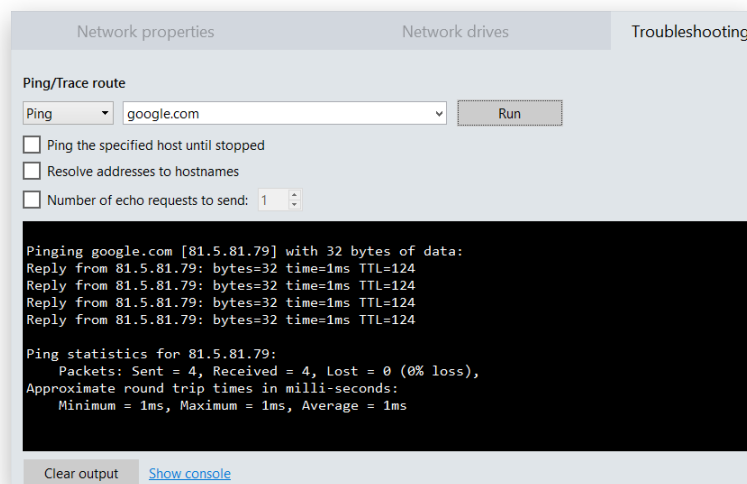 Network properties Network drives Troubleshooting
Ping/Trace route
Ping google.com Run
Ping the specified host until stopped
Resolve addresses to hostnames
Number of echo requests to send: 1
Pinging google.com [81.5.81.79] with 32 bytes of data:
Reply from 81.5.81.79: bytes=32 time=1ms TTL=124
Reply from 81.5.81.79: bytes=32 time=1ms TTL=124
Reply from 81.5.81.79: bytes=32 time=1ms TTL=124
Reply from 81.5.81.79: bytes=32 time=1ms TTL=124
Ping statistics for 81.5.81.79:
Packets: Sent = 4, Received = 4, Lost = 0 (0% loss),
Approximate round trip times in milli-seconds:
Minimum = 1ms, Maximum = 1ms, Average = 1ms
Clear output Show console